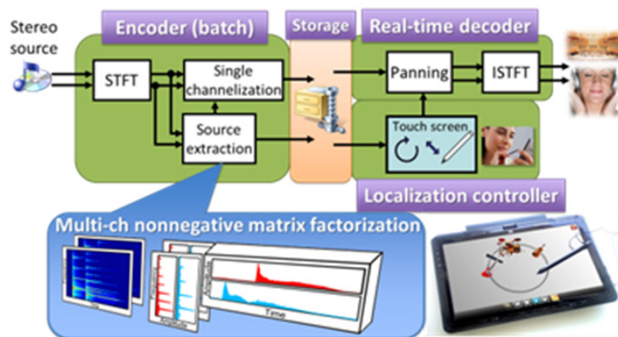 Stereo
source
Encoder (batch)
Storage
Real-time decoder
STFT
Single
channelization
Panning
ISTFT
Source
extraction
Touch screen
Localization controller
Multi-ch nonnegative matrix factorization
Amplitude
Time